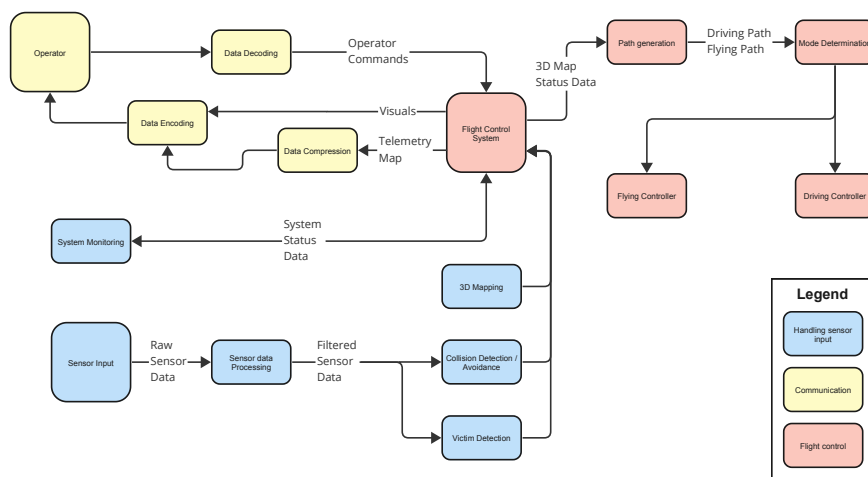 Operator
Data Decoding
Operator
Commands
Data Encoding
Visuals
Data Compression
Telemetry
Map
Flight Control
System
3D Map
Status Data
Path generation
Driving Path
Flying Path
Mode Determination
Flying Controller
Driving Controller
System Monitoring
System
Status
Data
3D Mapping
Sensor Input
Raw
Sensor
Data
Sensor data
Processing
Filtered
Sensor
Data
Collision Detection /
Avoidance
Victim Detection
Legend
Handling sensor
input
Communication
Flight control